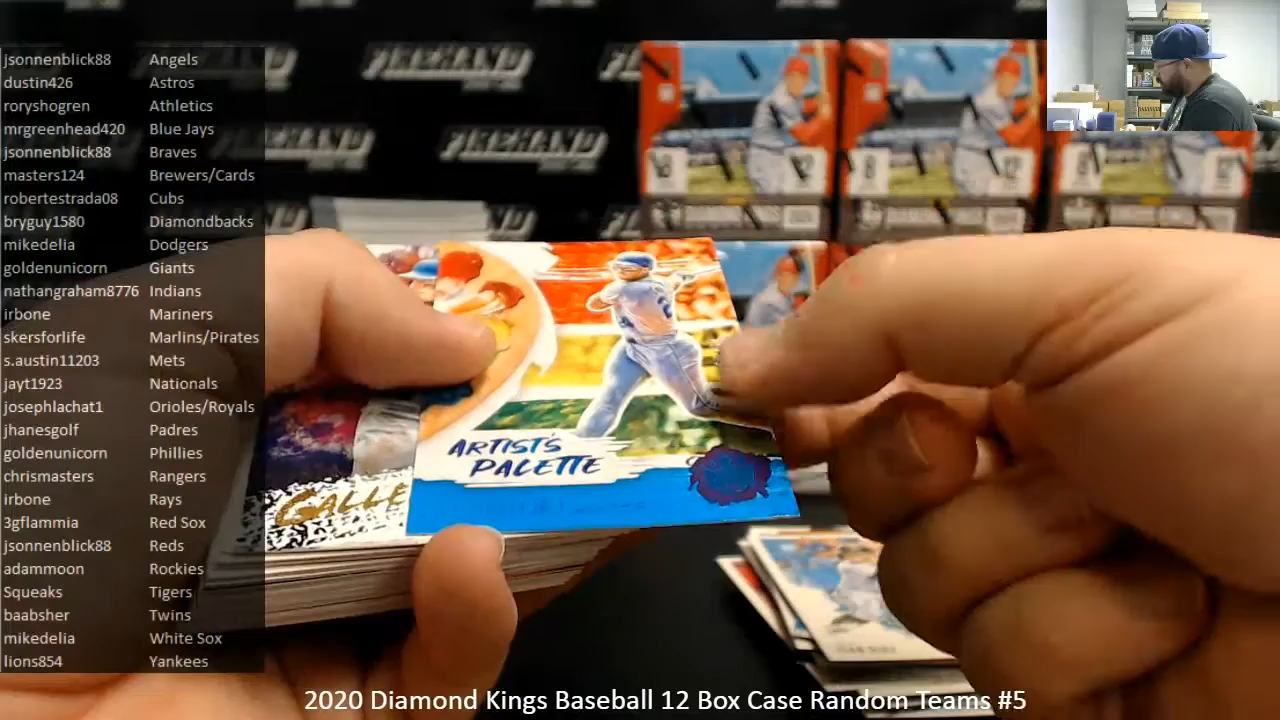 jsonnenblick88 Angels
dustin426 Astros
roryshogren Athletics
mrgreenhead420 Blue Jays
jsonnenblick88 Braves
masters124 Brewers/Cards
robertestrada08 Cubs
bryguy1580 Diamondbacks
mikedelia Dodgers
goldenunicorn Giants
nathangraham8776 Indians
irbone Mariners
skersforlife Marlins/Pirates
s.austin11203 Mets
jayt1923 Nationals
josephlachat1 Orioles/Royals
jhanesgolf Padres
goldenunicorn Phillies
chrismasters Rangers
irbone Rays
3gflammia Red Sox
jsonnenblick88 Reds
adammoon Rockies
Squeaks Tigers
baabsher Twins
mikedelia White Sox
lions854 Yankees
FIREHAND
FIREHAND
ARTIST'S
PALETTE
GALLE
2020 Diamond Kings Baseball 12 Box Case Random Teams #5